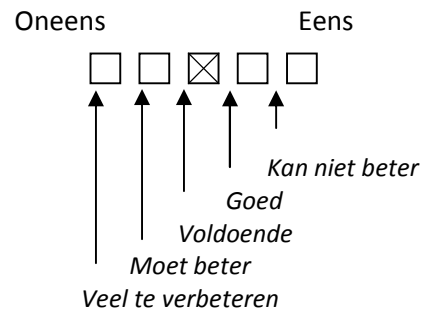 Oneens Eens
Kan niet beter
Goed
Voldoende
Moet beter
Veel te verbeteren